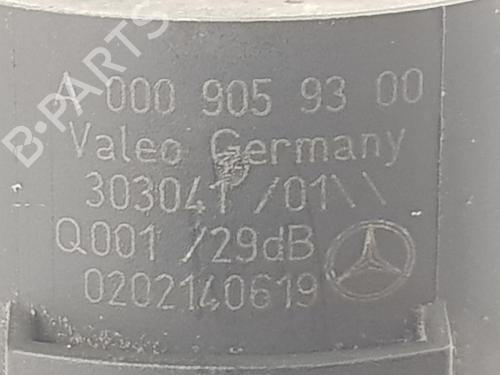 A 000 905 93 00
Valeo Germany
303041 /01\\
Q001 /29dB
0202140619
B-PARTS